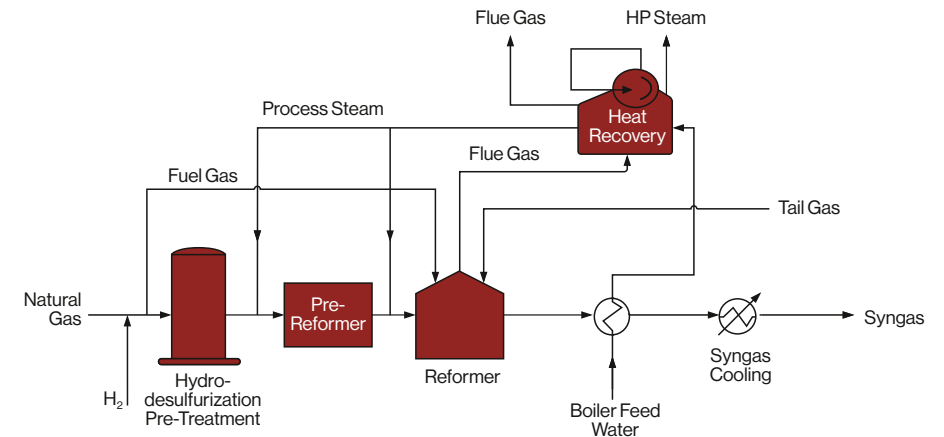 Flue Gas
HP Steam
Process Steam
Heat
Recovery
Flue Gas
Fuel Gas
Tail Gas
Natural
Gas
Pre-
Reformer
Syngas
Reformer
Syngas
Cooling
H₂
Hydro-
desulfurization
Pre-Treatment
Boiler Feed
Water